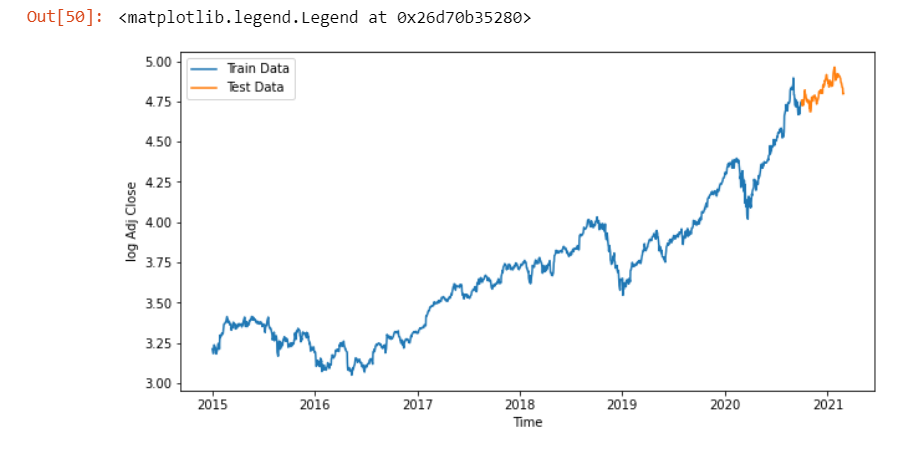 Out[50]: <matplotlib.legend.Legend at 0x26d70b35280>
Train Data
Test Data
5.00
4.75
4.50
4.25
4.00
3.75
3.50
3.25
3.00
log Adj Close
2015 2016 2017 2018 2019 2020 2021
Time